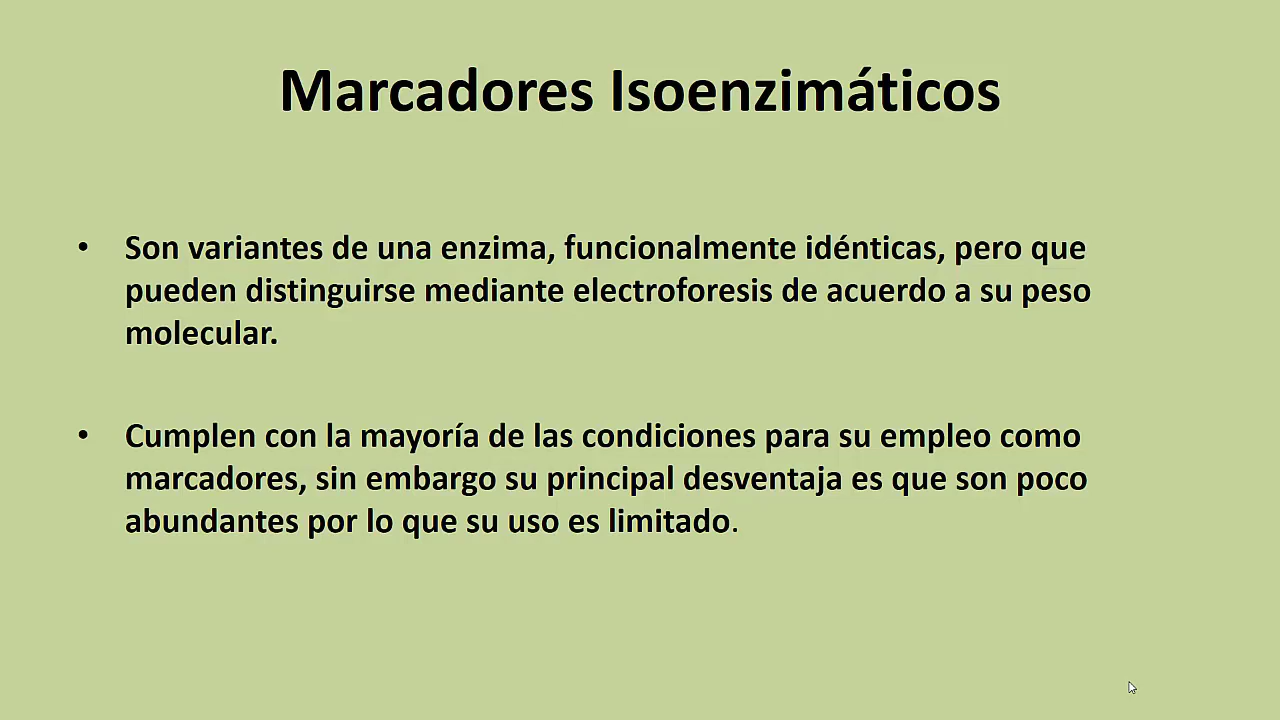 Marcadores Isoenzimáticos
• Son variantes de una enzima, funcionalmente idénticas, pero que
pueden distinguirse mediante electroforesis de acuerdo a su peso
molecular.
• Cumplen con la mayoría de las condiciones para su empleo como
marcadores, sin embargo su principal desventaja es que son poco
abundantes por lo que su uso es limitado.